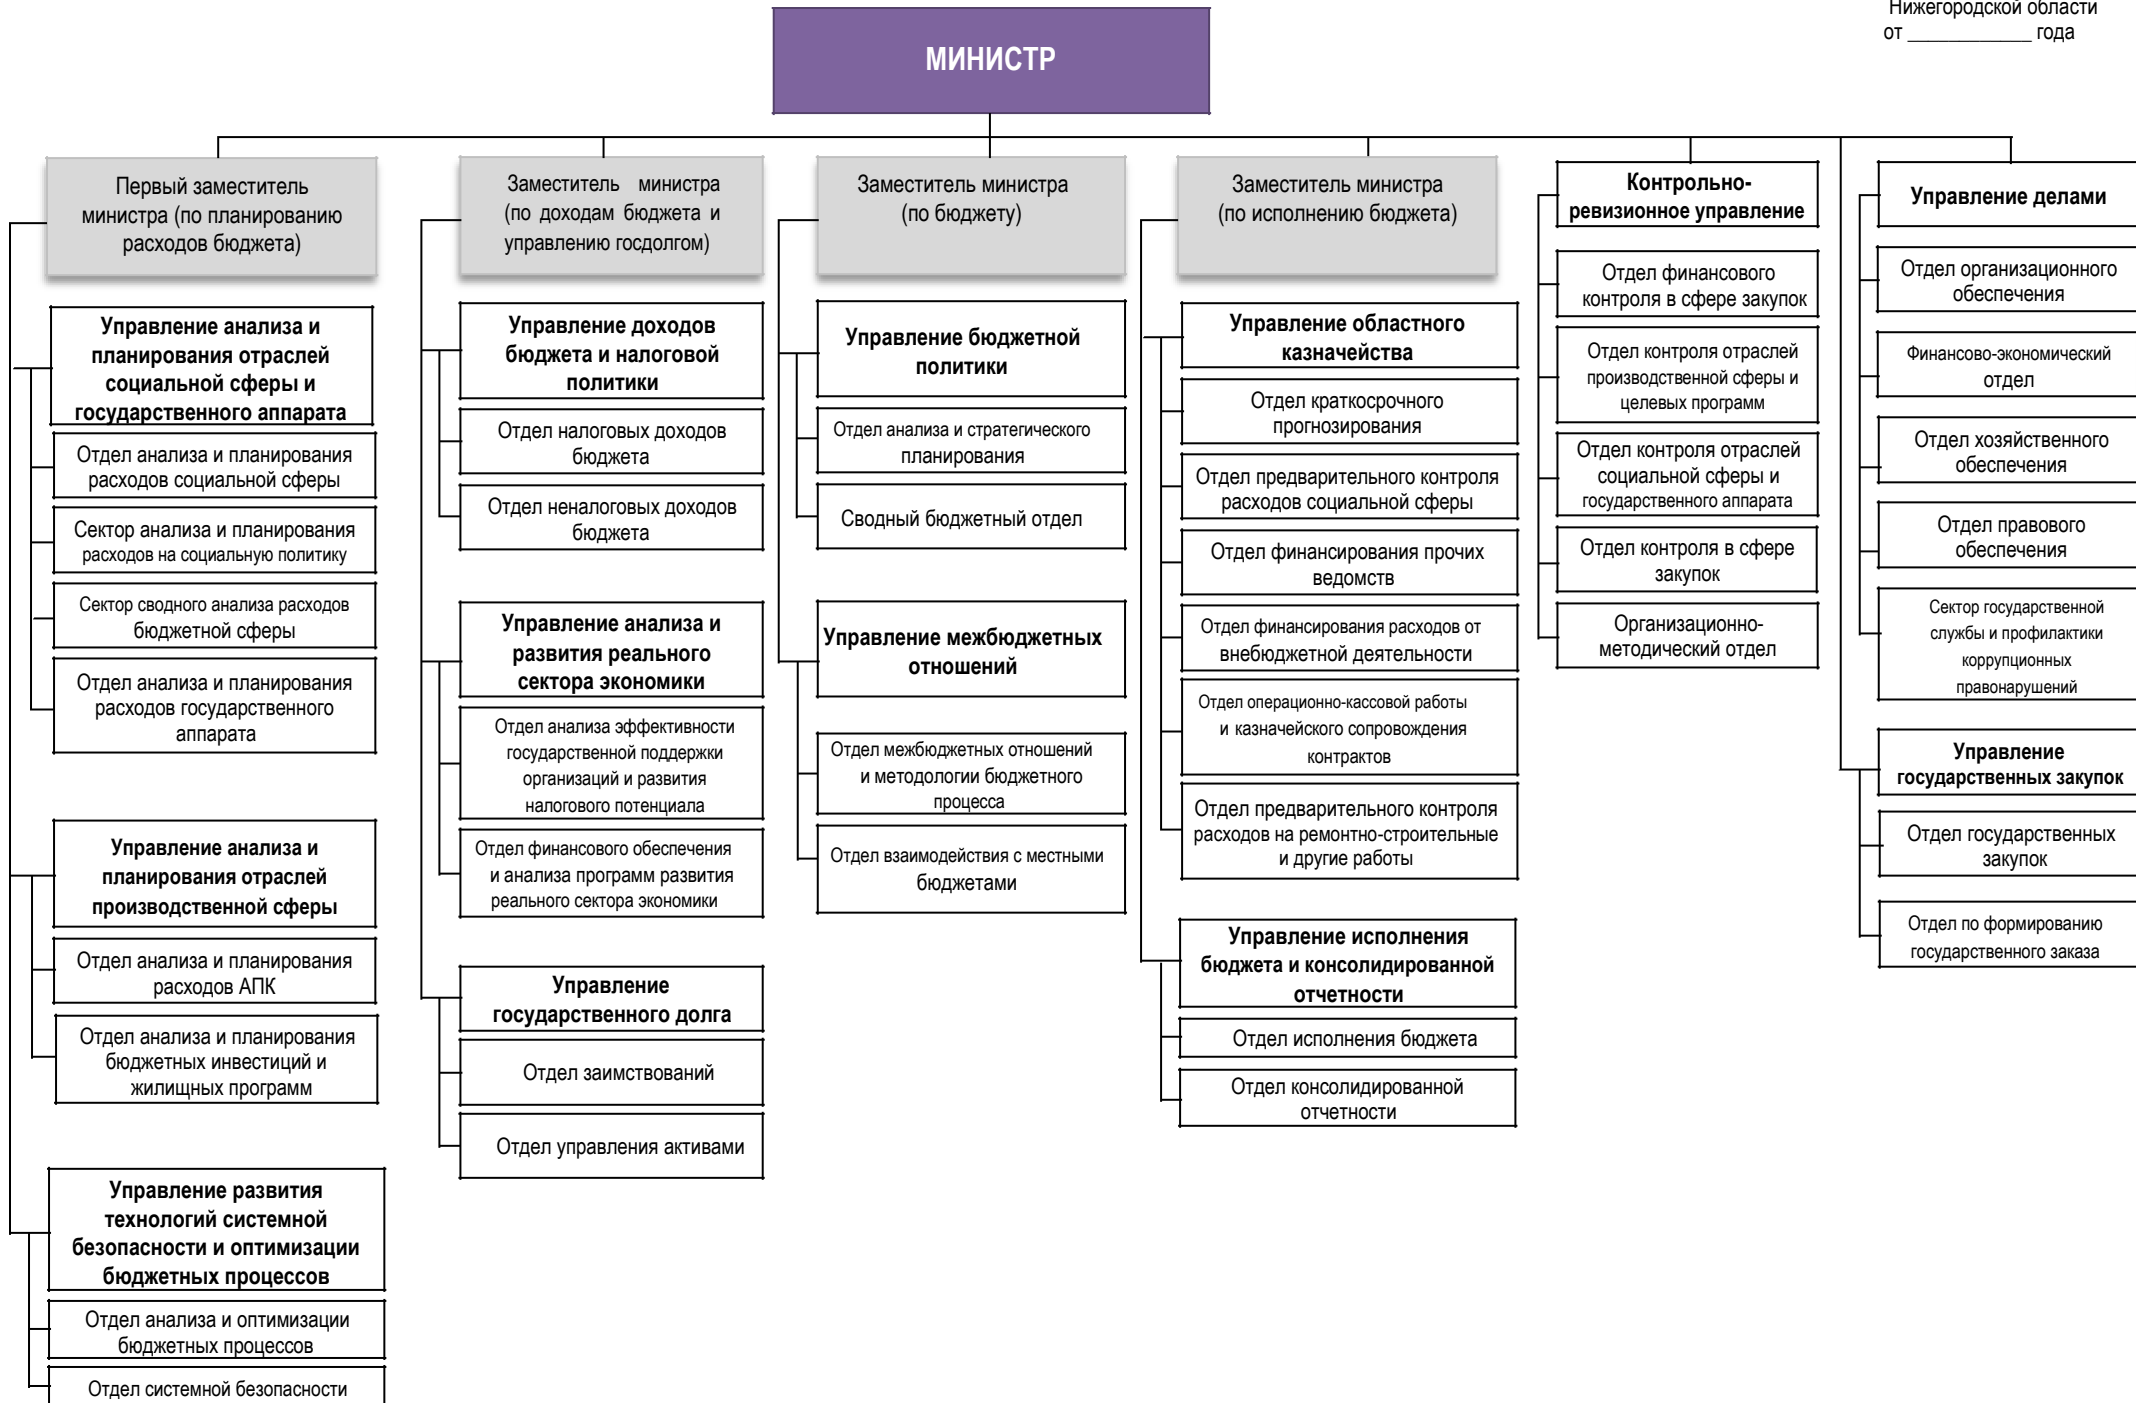 Нижегородской области
от ____________ года
МИНИСТР
Первый заместитель
министра (по планированию
расходов бюджета)
Управление анализа и
планирования отраслей
социальной сферы и
государственного аппарата
Отдел анализа и планирования
расходов социальной сферы
Сектор анализа и планирования
расходов на социальную политику
Сектор сводного анализа расходов
бюджетной сферы
Отдел анализа и планирования
расходов государственного
аппарата
Управление анализа и
планирования отраслей
производственной сферы
Отдел анализа и планирования
расходов АПК
Отдел анализа и планирования
бюджетных инвестиций и
жилищных программ
Управление развития
технологий системной
безопасности и оптимизации
бюджетных процессов
Отдел анализа и оптимизации
бюджетных процессов
Отдел системной безопасности
Заместитель министра
(по доходам бюджета и
управлению госдолгом)
Управление доходов
бюджета и налоговой
политики
Отдел налоговых доходов
бюджета
Отдел неналоговых доходов
бюджета
Управление анализа и
развития реального
сектора экономики
Отдел анализа эффективности
государственной поддержки
организаций и развития
налогового потенциала
Отдел финансового обеспечения
и анализа программ развития
реального сектора экономики
Управление
государственного долга
Отдел заимствований
Отдел управления активами
Заместитель министра
(по бюджету)
Управление бюджетной
политики
Отдел анализа и стратегического
планирования
Сводный бюджетный отдел
Управление межбюджетных
отношений
Отдел межбюджетных отношений
и методологии бюджетного
процесса
Отдел взаимодействия с местными
бюджетами
Заместитель министра
(по исполнению бюджета)
Управление областного
казначейства
Отдел краткосрочного
прогнозирования
Отдел предварительного контроля
расходов социальной сферы
Отдел финансирования прочих
ведомств
Отдел финансирования расходов от
внебюджетной деятельности
Отдел операционно-кассовой работы
и казначейского сопровождения
контрактов
Отдел предварительного контроля
расходов на ремонтно-строительные
и другие работы
Управление исполнения
бюджета и консолидированной
отчетности
Отдел исполнения бюджета
Отдел консолидированной
отчетности
Контрольно-
ревизионное управление
Отдел финансового
контроля в сфере закупок
Отдел контроля отраслей
производственной сферы и
целевых программ
Отдел контроля отраслей
социальной сферы и
государственного аппарата
Отдел контроля в сфере
закупок
Организационно-
методический отдел
Управление делами
Отдел организационного
обеспечения
Финансово-экономический
отдел
Отдел хозяйственного
обеспечения
Отдел правового
обеспечения
Сектор государственной
службы и профилактики
коррупционных
правонарушений
Управление
государственных закупок
Отдел государственных
закупок
Отдел по формированию
государственного заказа